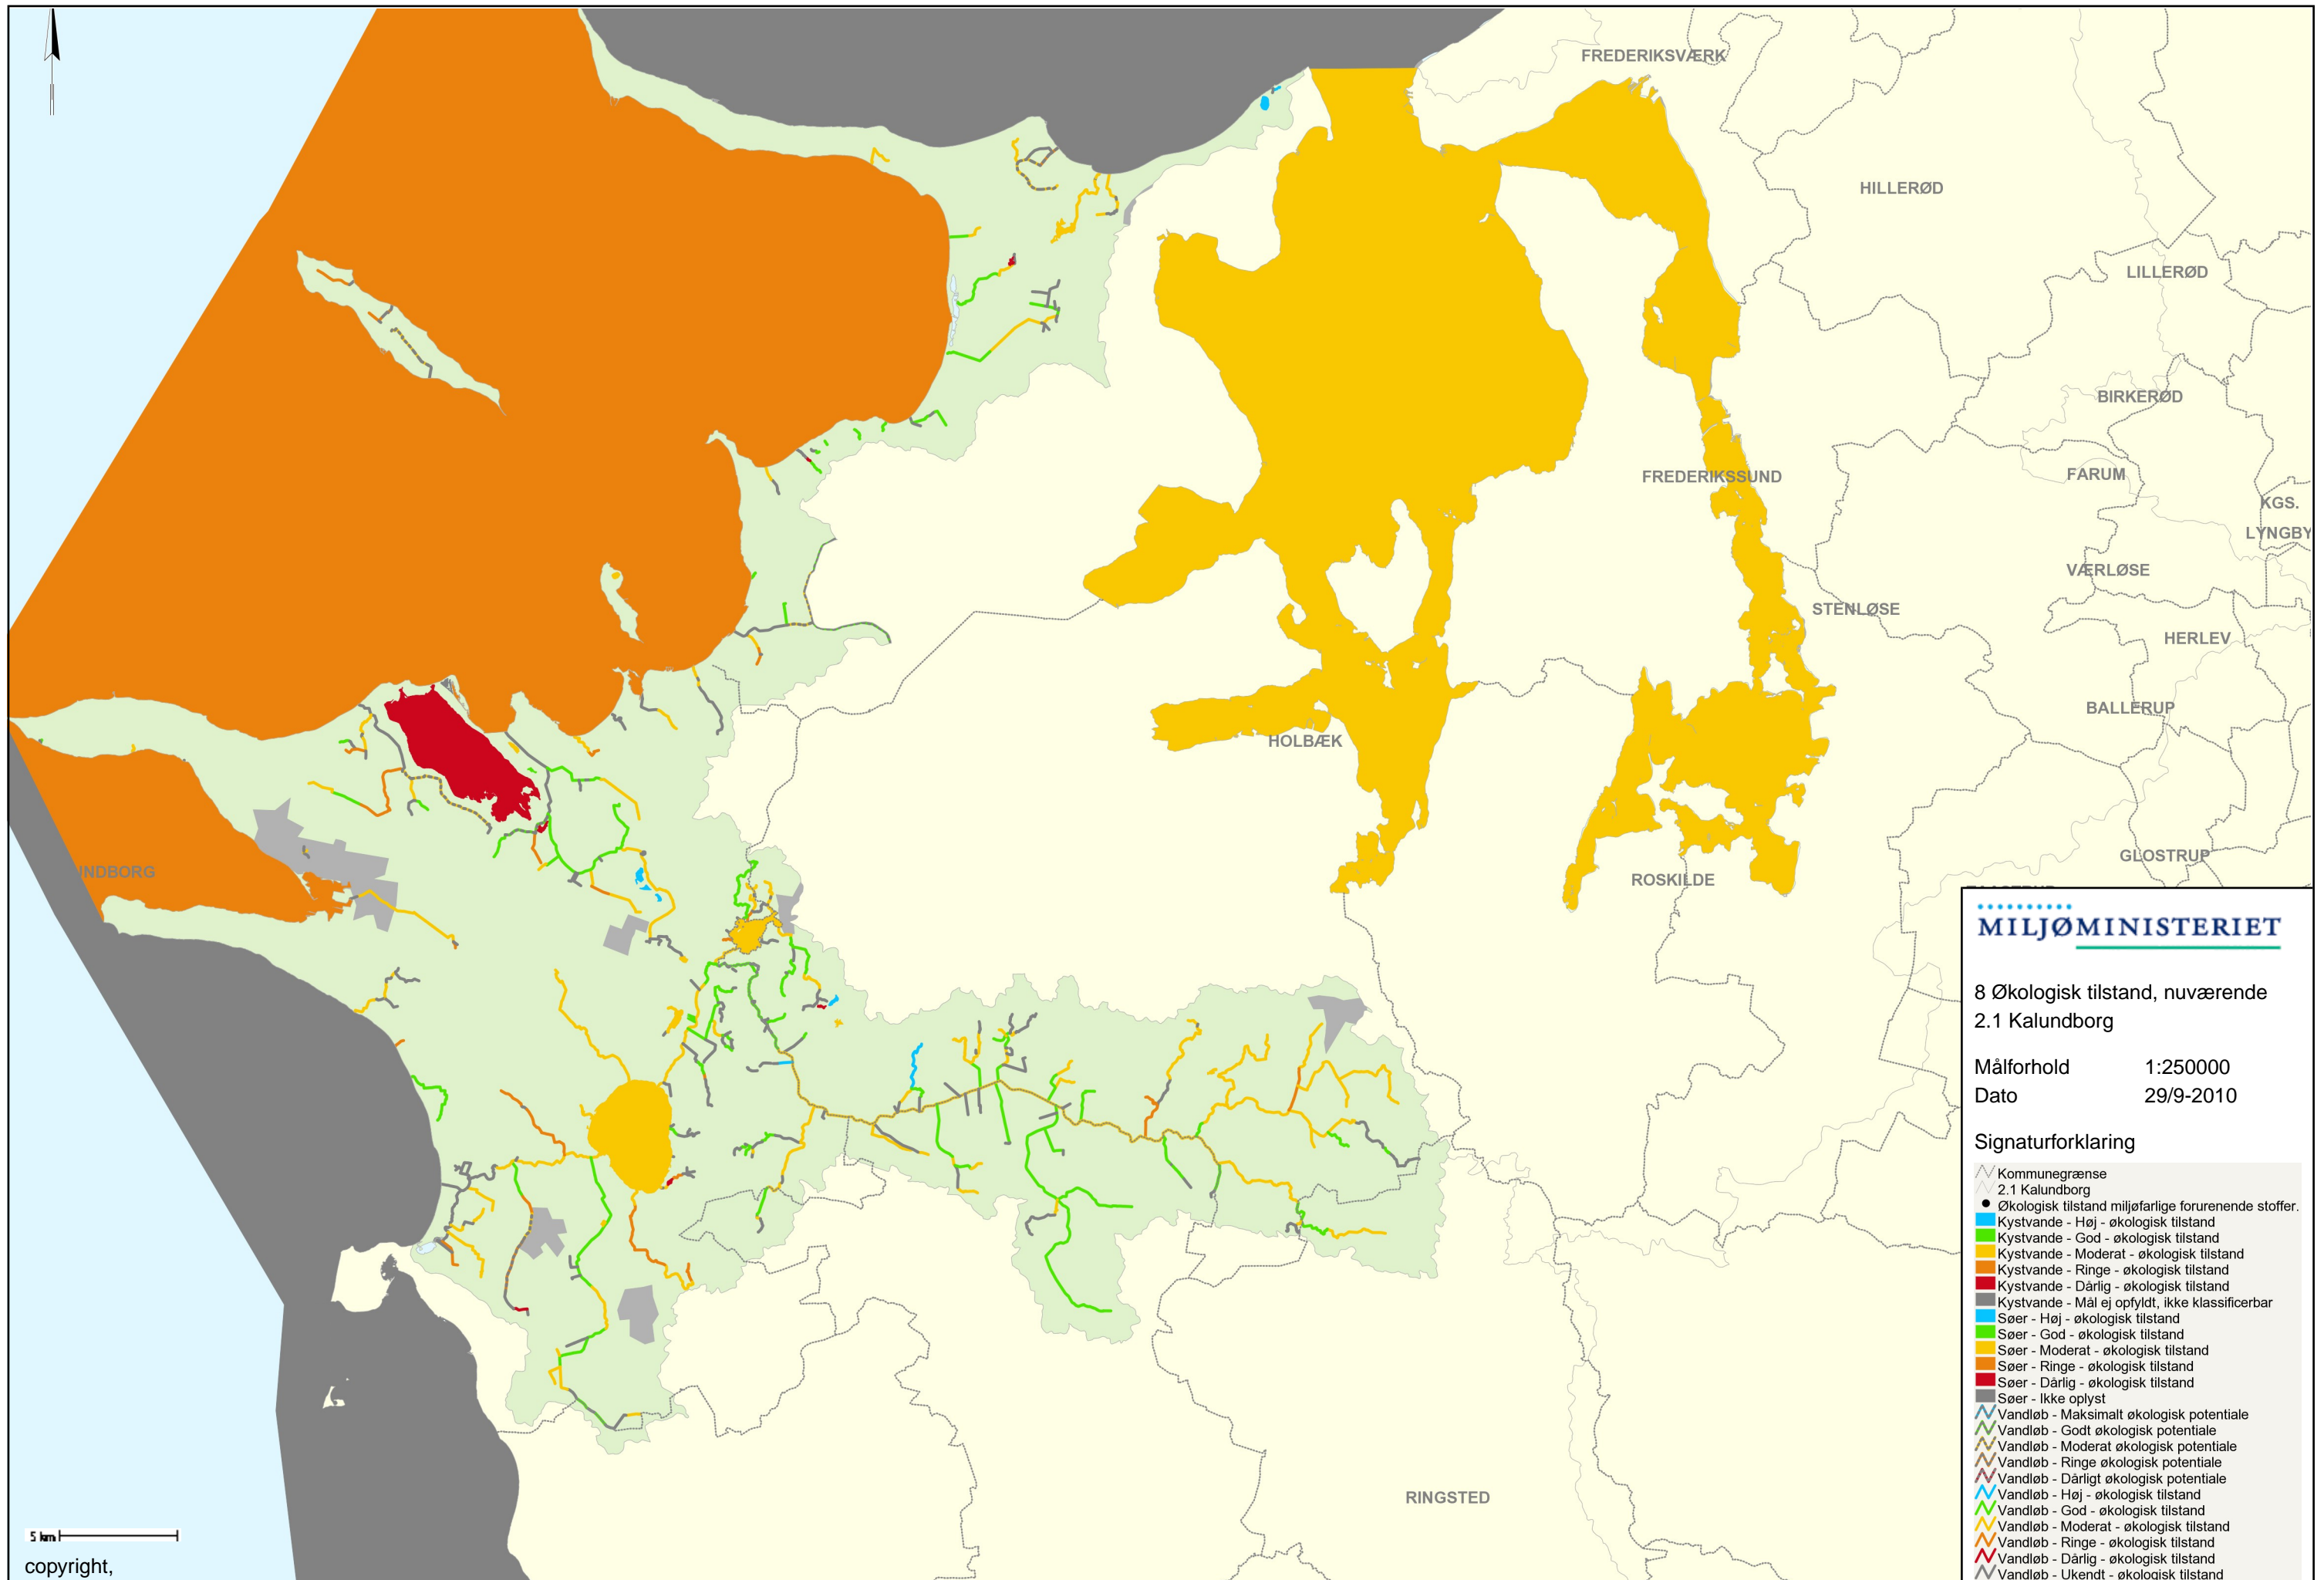 FREDERIKSVÆRK
HILLERØD
LILLERØD
BIRKERØD
FREDERIKSSUND
FARUM
KGS.
LYNGBY
VÆRLØSE
STENLØSE
HERLEV
BALLERUP
HOLBÆK
GLOSTRUP
INDBORG
ROSKILDE
RINGSTED
MILJØMINISTERIET
8 Økologisk tilstand, nuværende
2.1 Kalundborg
Målforhold 1:250000
Dato 29/9-2010
Signaturforklaring
Kommunegrænse
2.1 Kalundborg
Økologisk tilstand miljøfarlige forurenende stoffer.
Kystvande - Høj - økologisk tilstand
Kystvande - God - økologisk tilstand
Kystvande - Moderat - økologisk tilstand
Kystvande - Ringe - økologisk tilstand
Kystvande - Dårlig - økologisk tilstand
Kystvande - Mål ej opfyldt, ikke klassificerbar
Søer - Høj - økologisk tilstand
Søer - God - økologisk tilstand
Søer - Moderat - økologisk tilstand
Søer - Ringe - økologisk tilstand
Søer - Dårlig - økologisk tilstand
Søer - Ikke oplyst
Vandløb - Maksimalt økologisk potentiale
Vandløb - Godt økologisk potentiale
Vandløb - Moderat økologisk potentiale
Vandløb - Ringe økologisk potentiale
Vandløb - Dårligt økologisk potentiale
Vandløb - Høj - økologisk tilstand
Vandløb - God - økologisk tilstand
Vandløb - Moderat - økologisk tilstand
Vandløb - Ringe - økologisk tilstand
Vandløb - Dårlig - økologisk tilstand
Vandløb - Ukendt - økologisk tilstand
5 km
copyright,